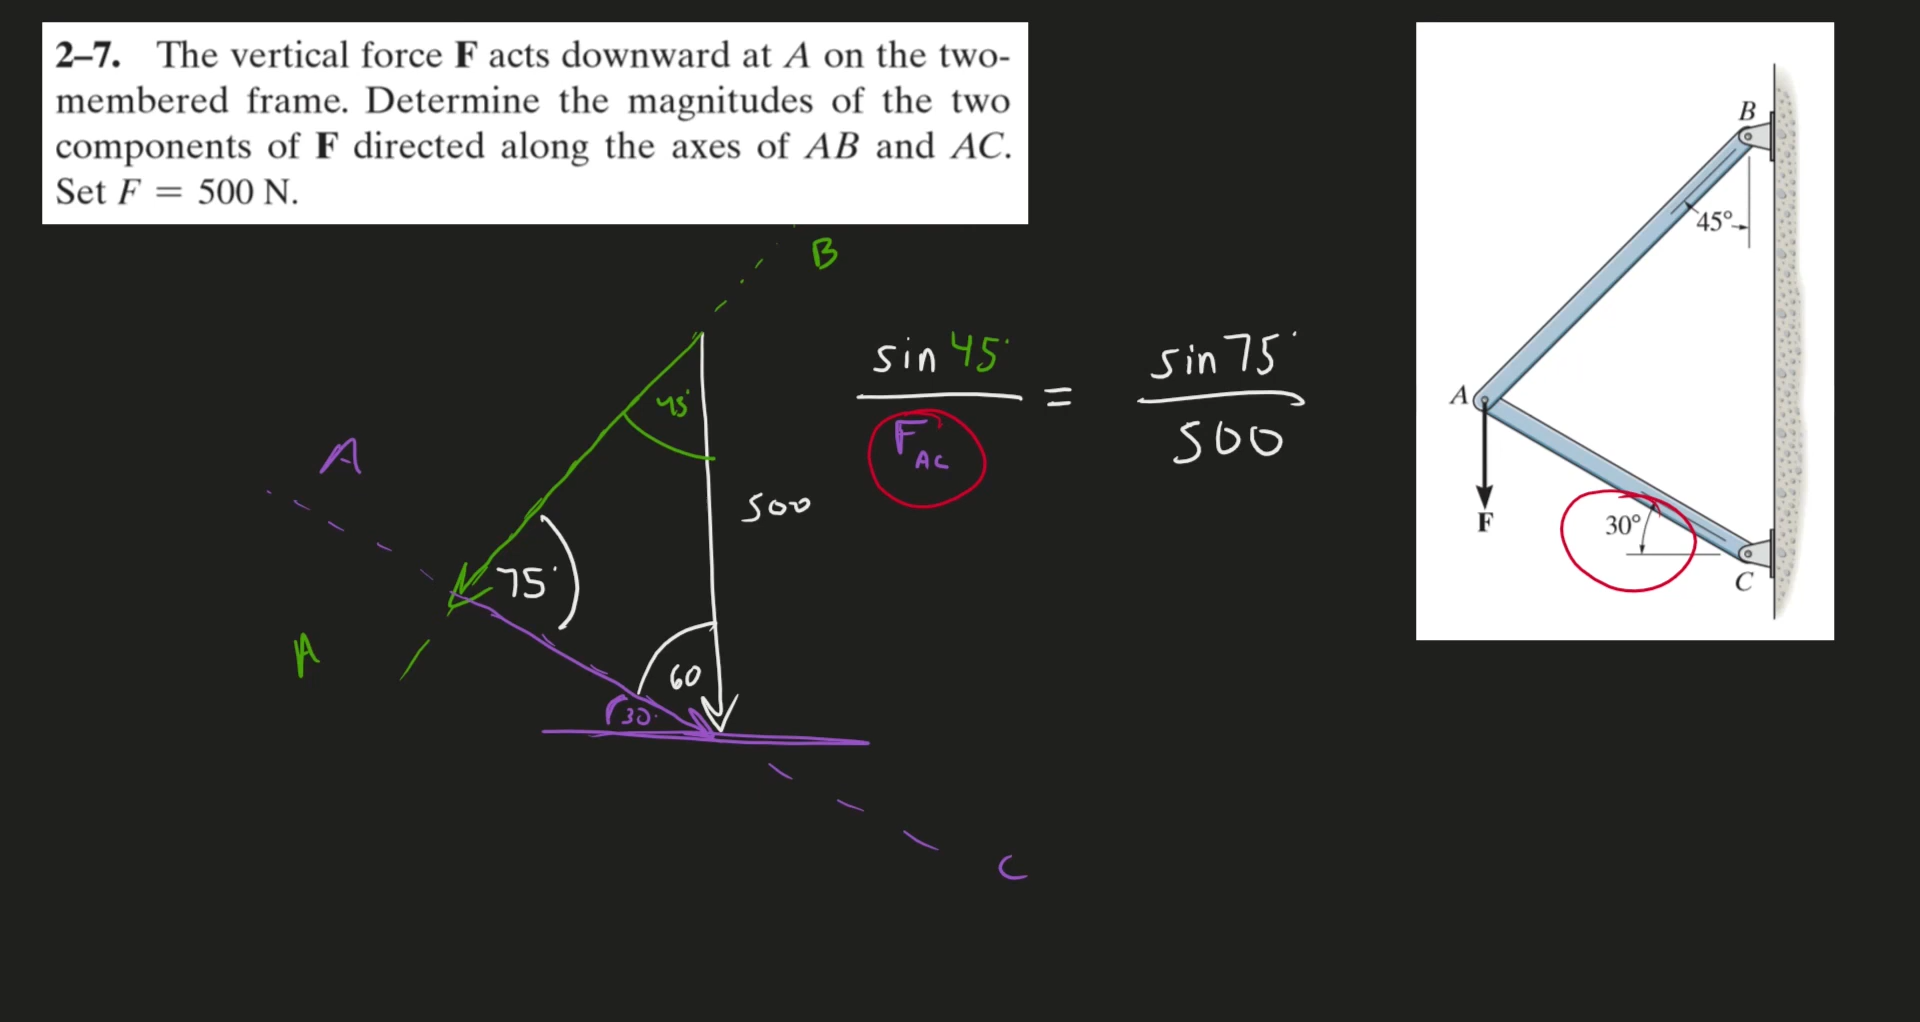 2–7. The vertical force F acts downward at A on the two-
membered frame. Determine the magnitudes of the two
components of F directed along the axes of AB and AC.
Set F = 500 N.
B
45°
A
F
30°
C
B
sin 45° / F_AC = sin 75° / 500
45°
A
500
75°
A
60
30°
C